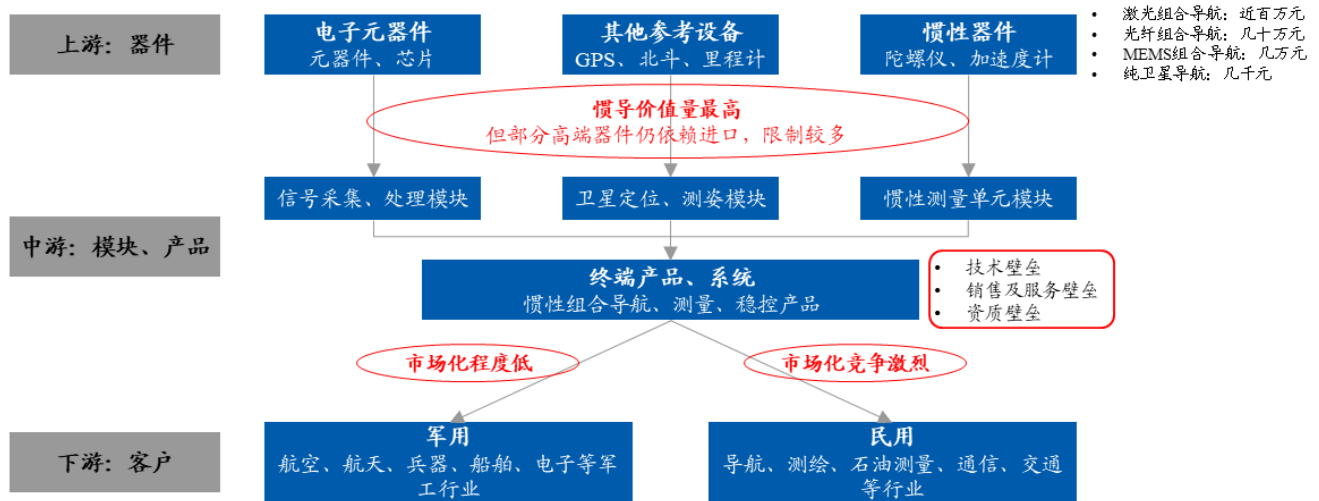 上游：器件
电子元器件
元器件、芯片
其他参考设备
GPS、北斗、里程计
惯性器件
陀螺仪、加速度计
• 激光组合导航：近百万元
• 光纤组合导航：几十万元
• MEMS组合导航：几万元
• 纯卫星导航：几千元
惯导价值量最高
但部分高端器件仍依赖进口，限制较多
信号采集、处理模块
卫星定位、测姿模块
惯性测量单元模块
中游：模块、产品
终端产品、系统
惯性组合导航、测量、稳控产品
• 技术壁垒
• 销售及服务壁垒
• 资质壁垒
市场化程度低
市场化竞争激烈
下游：客户
军用
航空、航天、兵器、船舶、电子等军
工行业
民用
导航、测绘、石油测量、通信、交通
等行业